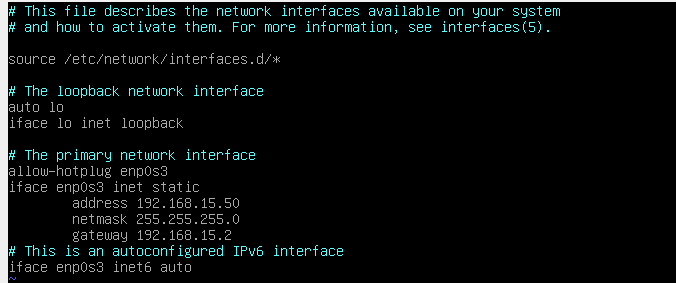 # This file describes the network interfaces available on your system
# and how to activate them. For more information, see interfaces(5).
source /etc/network/interfaces.d/*
# The loopback network interface
auto lo
iface lo inet loopback
# The primary network interface
allow-hotplug enp0s3
iface enp0s3 inet static
        address 192.168.15.50
        netmask 255.255.255.0
        gateway 192.168.15.2
# This is an autoconfigured IPv6 interface
iface enp0s3 inet6 auto
~